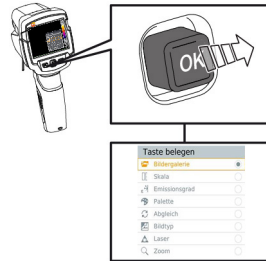 OK
Taste belegen
Bildergalerie
Skala
Emissionsgrad
Palette
Abgleich
Bildtyp
Laser
Zoom